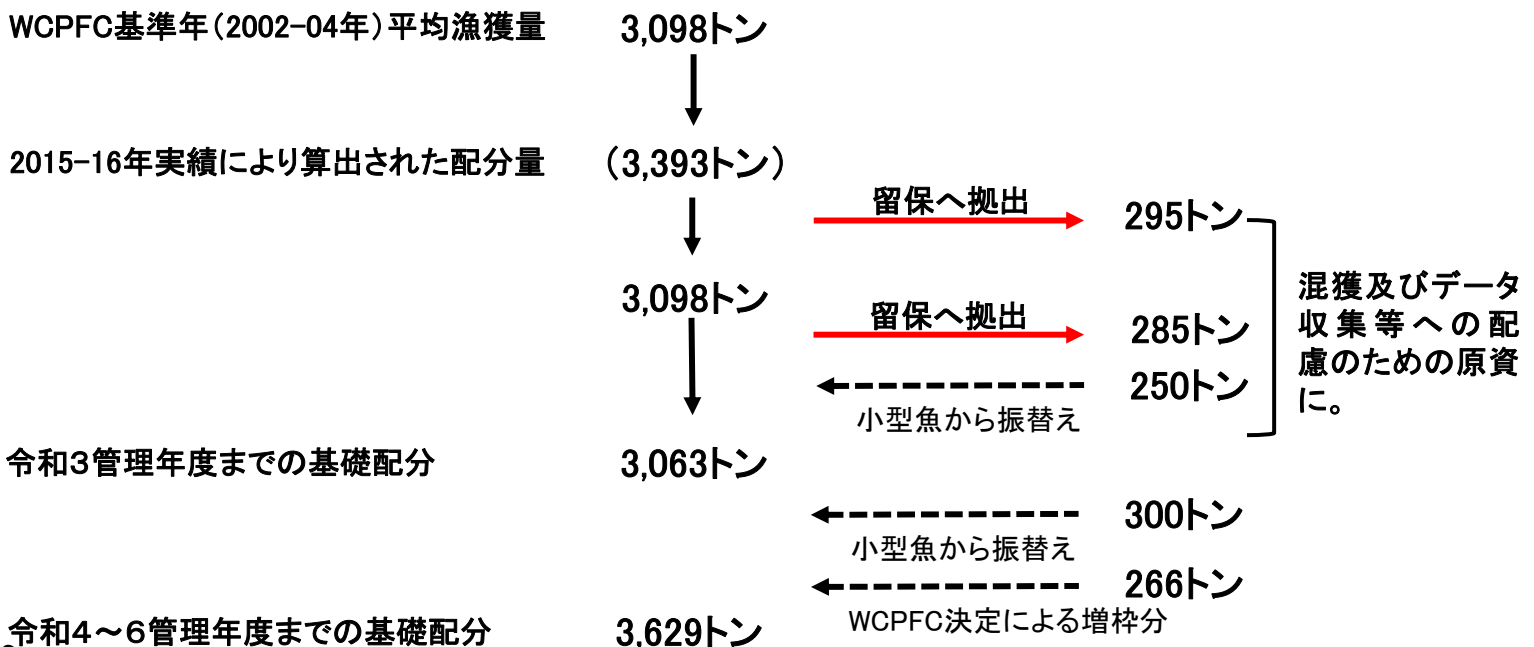 WCPFC基準年(2002-04年)平均漁獲量 3,098トン
2015-16年実績により算出された配分量 (3,393トン)
留保へ拠出 295トン
3,098トン
留保へ拠出 285トン
250トン
小型魚から振替え
混獲及びデータ
収集等への配
慮のための原資
に。
令和3管理年度までの基礎配分 3,063トン
300トン
小型魚から振替え
266トン
WCPFC決定による増枠分
令和4~6管理年度までの基礎配分 3,629トン